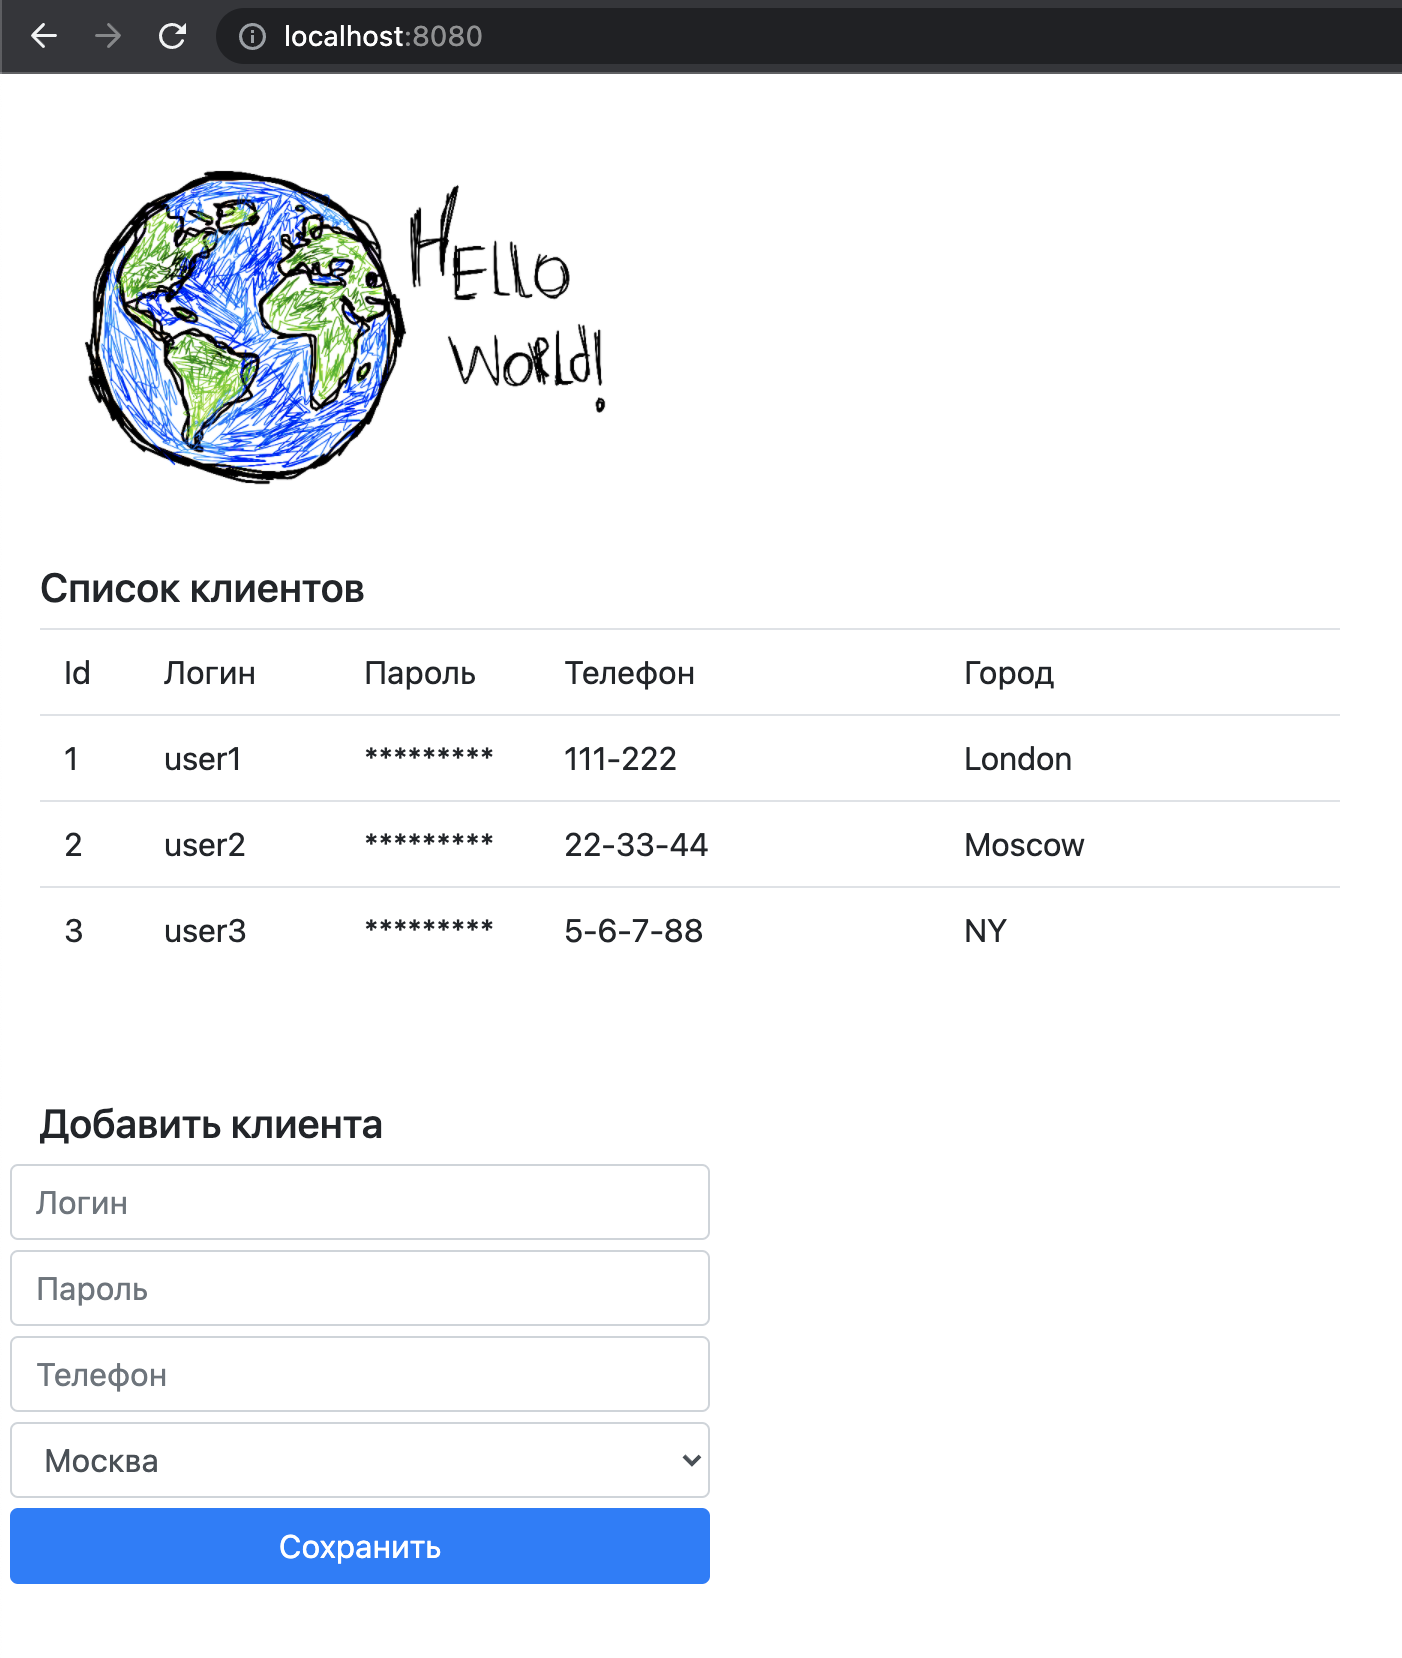 localhost:8080
HELLO
WORLD!
Список клиентов
Id Логин Пароль Телефон Город
1 user1 ********* 111-222 London
2 user2 ********* 22-33-44 Moscow
3 user3 ********* 5-6-7-88 NY
Добавить клиента
Логин
Пароль
Телефон
Москва
Сохранить